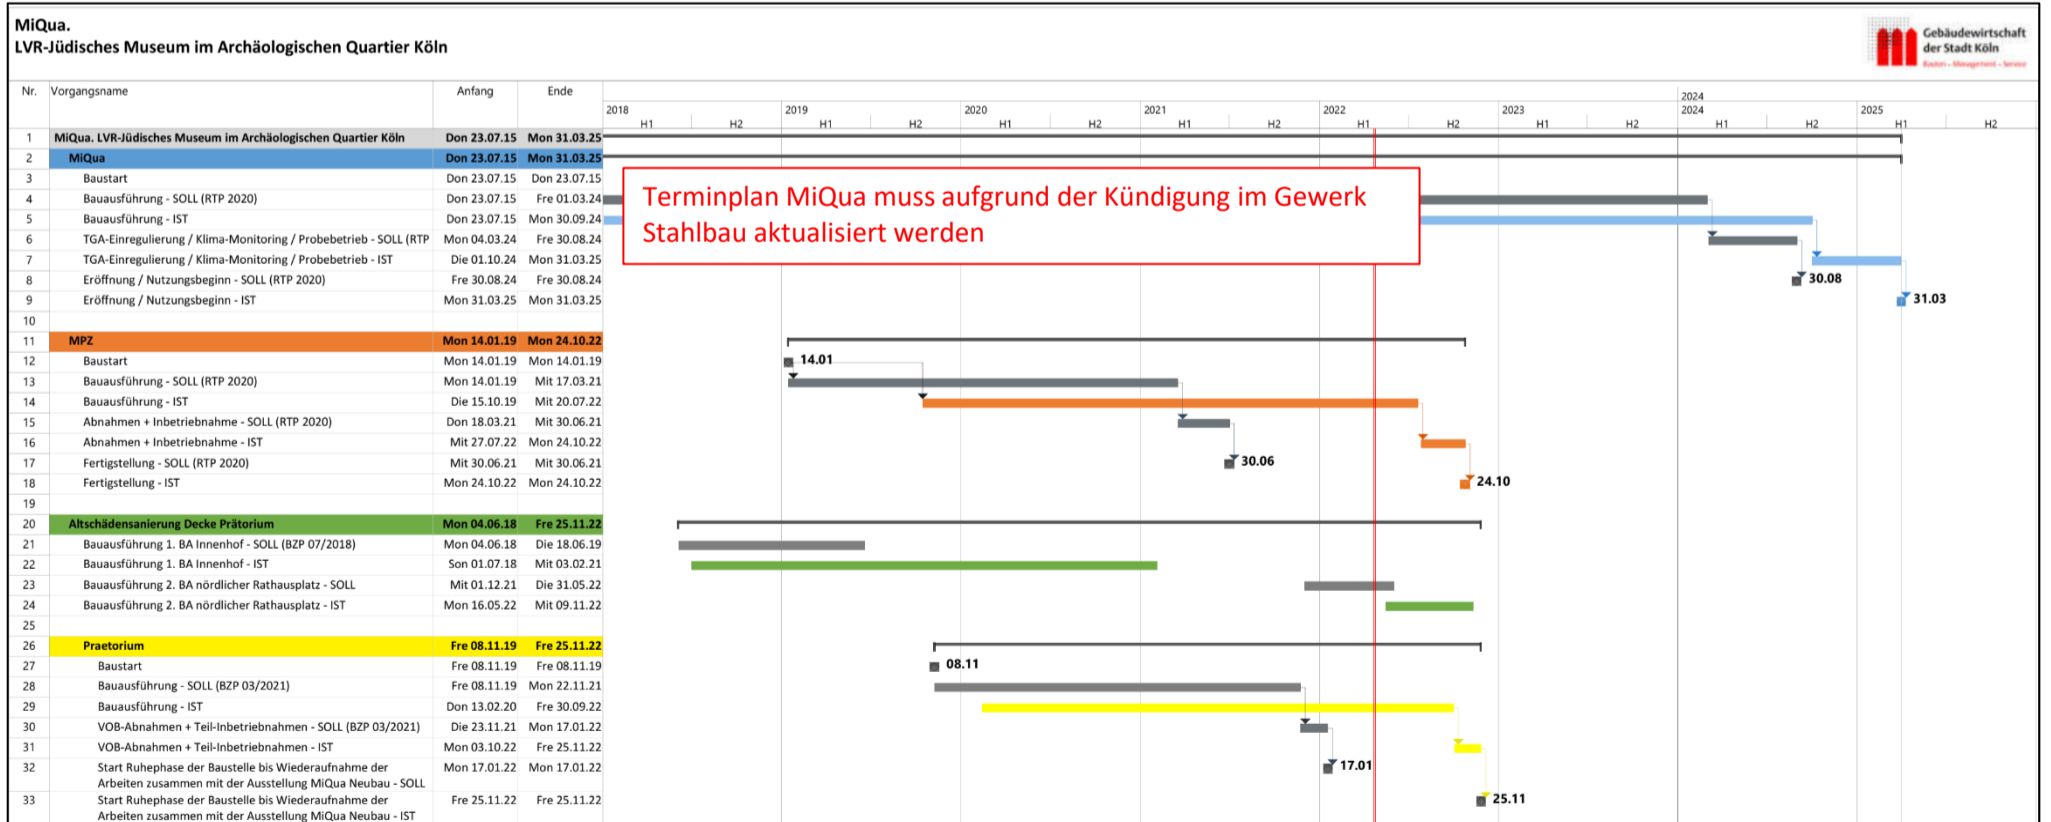 MiQua.
LVR-Jüdisches Museum im Archäologischen Quartier Köln
Gebäudewirtschaft
der Stadt Köln
Kosten – Management – Service
Nr. Vorgangsname Anfang Ende
2024
2018 2019 2020 2021 2022 2023 2024 2025
H1 H2 H1 H2 H1 H2 H1 H2 H1 H2 H1 H2 H1 H2 H1 H2
1 MiQua. LVR-Jüdisches Museum im Archäologischen Quartier Köln Don 23.07.15 Mon 31.03.25
2 MiQua Don 23.07.15 Mon 31.03.25
3 Baustart Don 23.07.15 Don 23.07.15
4 Bauausführung - SOLL (RTP 2020) Don 23.07.15 Fre 01.03.24
5 Bauausführung - IST Don 23.07.15 Mon 30.09.24
6 TGA-Einregulierung / Klima-Monitoring / Probebetrieb - SOLL (RTP Mon 04.03.24 Fre 30.08.24
7 TGA-Einregulierung / Klima-Monitoring / Probebetrieb - IST Die 01.10.24 Mon 31.03.25
8 Eröffnung / Nutzungsbeginn - SOLL (RTP 2020) Fre 30.08.24 Fre 30.08.24 30.08
9 Eröffnung / Nutzungsbeginn - IST Mon 31.03.25 Mon 31.03.25 31.03
Terminplan MiQua muss aufgrund der Kündigung im Gewerk
Stahlbau aktualisiert werden
10
11 MPZ Mon 14.01.19 Mon 24.10.22
12 Baustart Mon 14.01.19 Mon 14.01.19 14.01
13 Bauausführung - SOLL (RTP 2020) Mon 14.01.19 Mit 17.03.21
14 Bauausführung - IST Die 15.10.19 Mit 20.07.22
15 Abnahmen + Inbetriebnahme - SOLL (RTP 2020) Don 18.03.21 Mit 30.06.21
16 Abnahmen + Inbetriebnahme - IST Mit 27.07.22 Mon 24.10.22
17 Fertigstellung - SOLL (RTP 2020) Mit 30.06.21 Mit 30.06.21 30.06
18 Fertigstellung - IST Mon 24.10.22 Mon 24.10.22 24.10
19
20 Altschädensanierung Decke Prätorium Mon 04.06.18 Fre 25.11.22
21 Bauausführung 1. BA Innenhof - SOLL (BZP 07/2018) Mon 04.06.18 Die 18.06.19
22 Bauausführung 1. BA Innenhof - IST Son 01.07.18 Mit 03.02.21
23 Bauausführung 2. BA nördlicher Rathausplatz - SOLL Mit 01.12.21 Die 31.05.22
24 Bauausführung 2. BA nördlicher Rathausplatz - IST Mon 16.05.22 Mit 09.11.22
25
26 Praetorium Fre 08.11.19 Fre 25.11.22
27 Baustart Fre 08.11.19 Fre 08.11.19 08.11
28 Bauausführung - SOLL (BZP 03/2021) Fre 08.11.19 Mon 22.11.21
29 Bauausführung - IST Don 13.02.20 Fre 30.09.22
30 VOB-Abnahmen + Teil-Inbetriebnahmen - SOLL (BZP 03/2021) Die 23.11.21 Mon 17.01.22
31 VOB-Abnahmen + Teil-Inbetriebnahmen - IST Mon 03.10.22 Fre 25.11.22
32 Start Ruhephase der Baustelle bis Wiederaufnahme der Mon 17.01.22 Mon 17.01.22 17.01
Arbeiten zusammen mit der Ausstellung MiQua Neubau - SOLL
33 Start Ruhephase der Baustelle bis Wiederaufnahme der Fre 25.11.22 Fre 25.11.22 25.11
Arbeiten zusammen mit der Ausstellung MiQua Neubau - IST